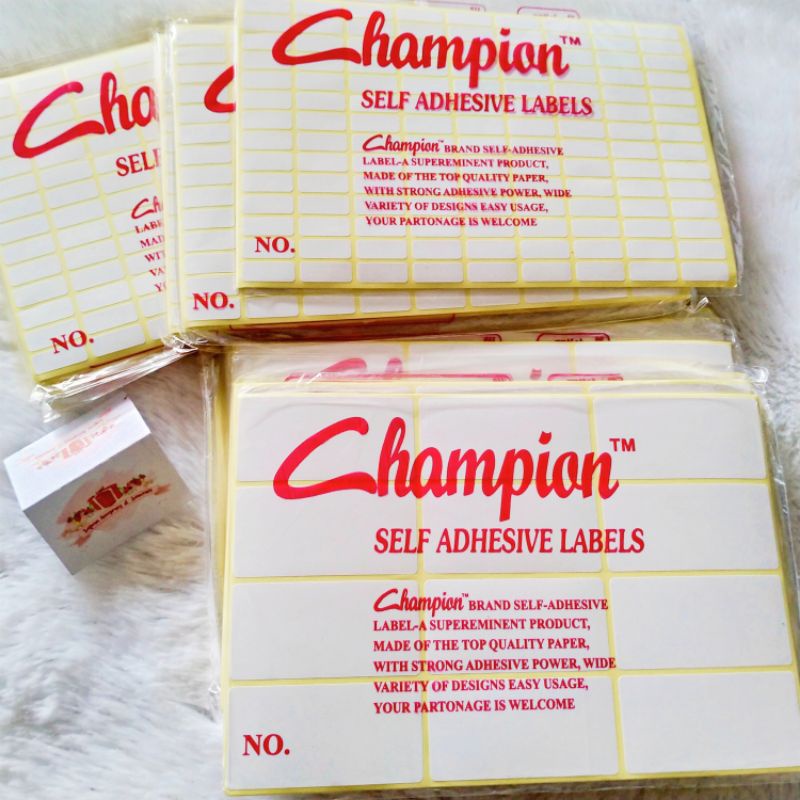 Champion™
SELF ADHESIVE LABELS
Champion™ BRAND SELF-ADHESIVE
LABEL-A SUPEREMINENT PRODUCT,
MADE OF THE TOP QUALITY PAPER,
WITH STRONG ADHESIVE POWER, WIDE
VARIETY OF DESIGNS EASY USAGE,
YOUR PARTONAGE IS WELCOME
NO.
Cha
SELF
NO.
NO.
Champion™
SELF ADHESIVE LABELS
Champion™ BRAND SELF-ADHESIVE
LABEL-A SUPEREMINENT PRODUCT,
MADE OF THE TOP QUALITY PAPER,
WITH STRONG ADHESIVE POWER, WIDE
VARIETY OF DESIGNS EASY USAGE,
YOUR PARTONAGE IS WELCOME
NO.